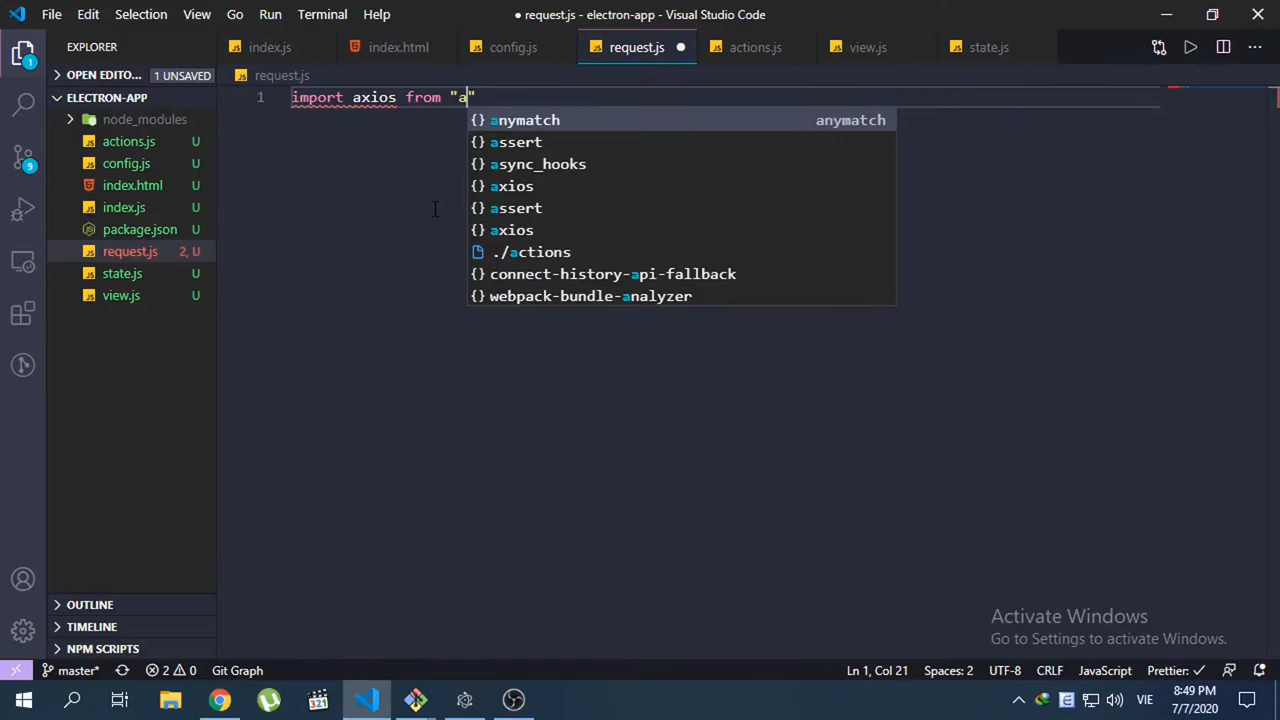 File Edit Selection View Go Run Terminal Help
● request.js - electron-app - Visual Studio Code
EXPLORER
index.js
index.html
config.js
request.js
actions.js
view.js
state.js
OPEN EDITO... 1 UNSAVED
request.js
ELECTRON-APP
1 import axios from "a"
node_modules
actions.js U
config.js U
index.html U
index.js U
package.json U
request.js 2, U
state.js U
view.js U
{} anymatch anymatch
{} assert
{} async_hooks
{} axios
{} assert
{} axios
./actions
{} connect-history-api-fallback
{} webpack-bundle-analyzer
1
9
OUTLINE
TIMELINE
NPM SCRIPTS
Activate Windows
Go to Settings to activate Windows.
master* 2 0 Git Graph
Ln 1, Col 21 Spaces: 2 UTF-8 CRLF JavaScript Prettier: ✓
321
VIE
8:49 PM
7/7/2020